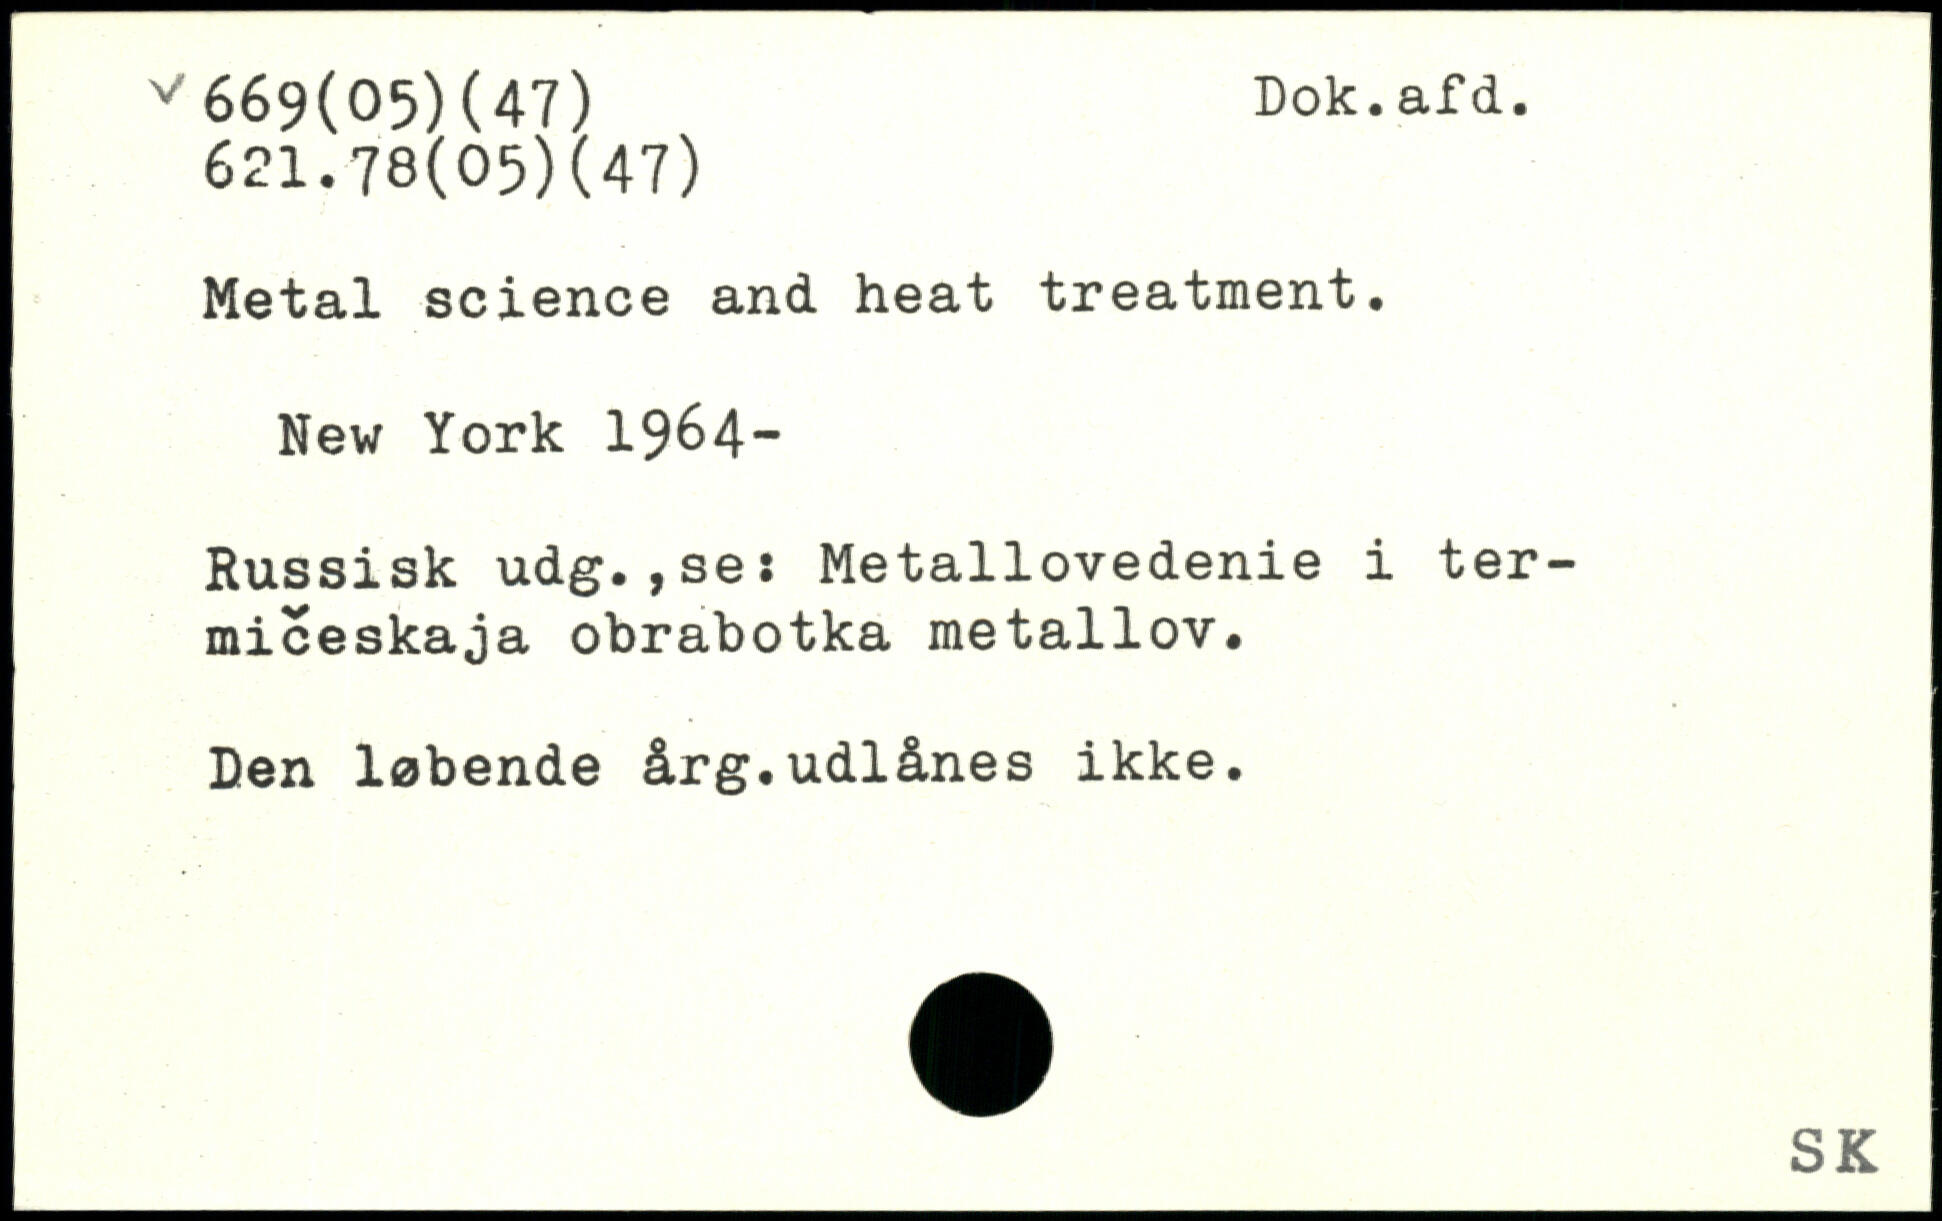 ✓ 669(05)(47) Dok.afd.
621.78(05)(47)
Metal science and heat treatment.
New York 1964-
Russisk udg.,se: Metallovedenie i ter-
mičeskaja obrabotka metallov.
Den løbende årg.udlånes ikke.
SK